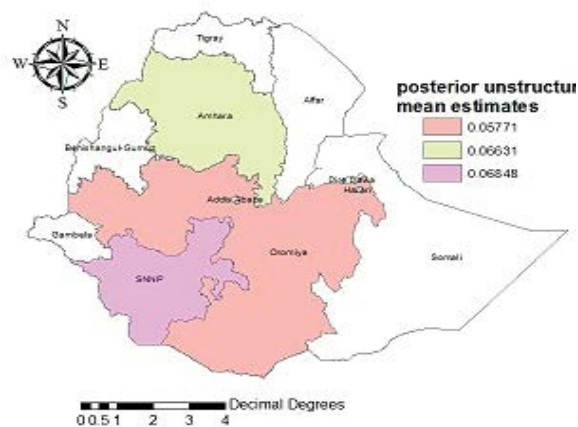 N
W E
S
posterior unstructur
mean estimates
0.05771
0.06631
0.06848
Tigray
Affar
Amhara
Benishangul-Gumuz
Dire Dawa
Harari
Addis Ababa
Gambela
Oromiya
Somali
SNNP
Decimal Degrees
0 0.5 1 2 3 4